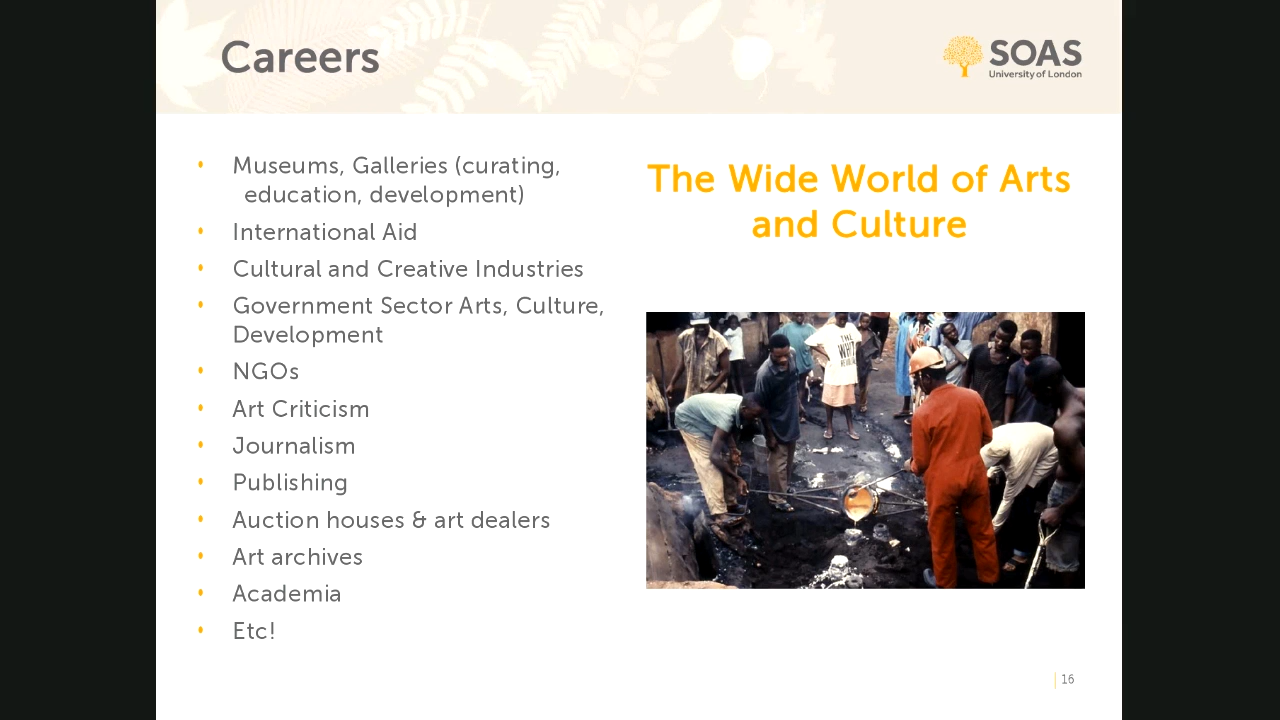 Careers
SOAS
University of London
• Museums, Galleries (curating,
education, development)
• International Aid
• Cultural and Creative Industries
• Government Sector Arts, Culture,
Development
• NGOs
• Art Criticism
• Journalism
• Publishing
• Auction houses & art dealers
• Art archives
• Academia
• Etc!
The Wide World of Arts
and Culture
THE
16